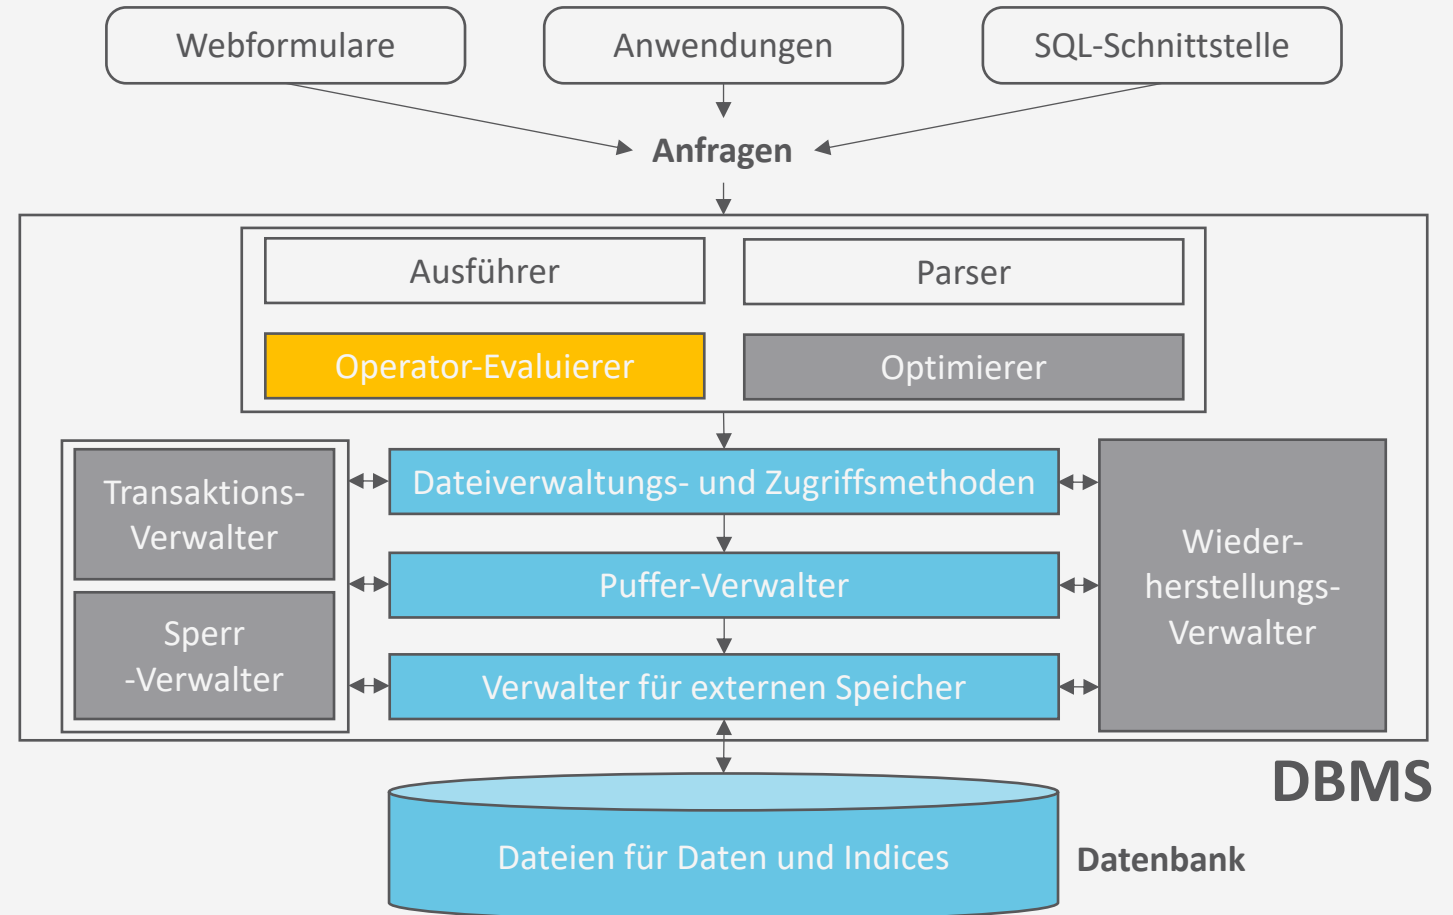 Webformulare
Anwendungen
SQL-Schnittstelle
Anfragen
Ausführer
Parser
Operator-Evaluierer
Optimierer
Transaktions-
Verwalter
Sperr
-Verwalter
Dateiverwaltungs- und Zugriffsmethoden
Puffer-Verwalter
Verwalter für externen Speicher
Wieder-
herstellungs-
Verwalter
DBMS
Dateien für Daten und Indices
Datenbank